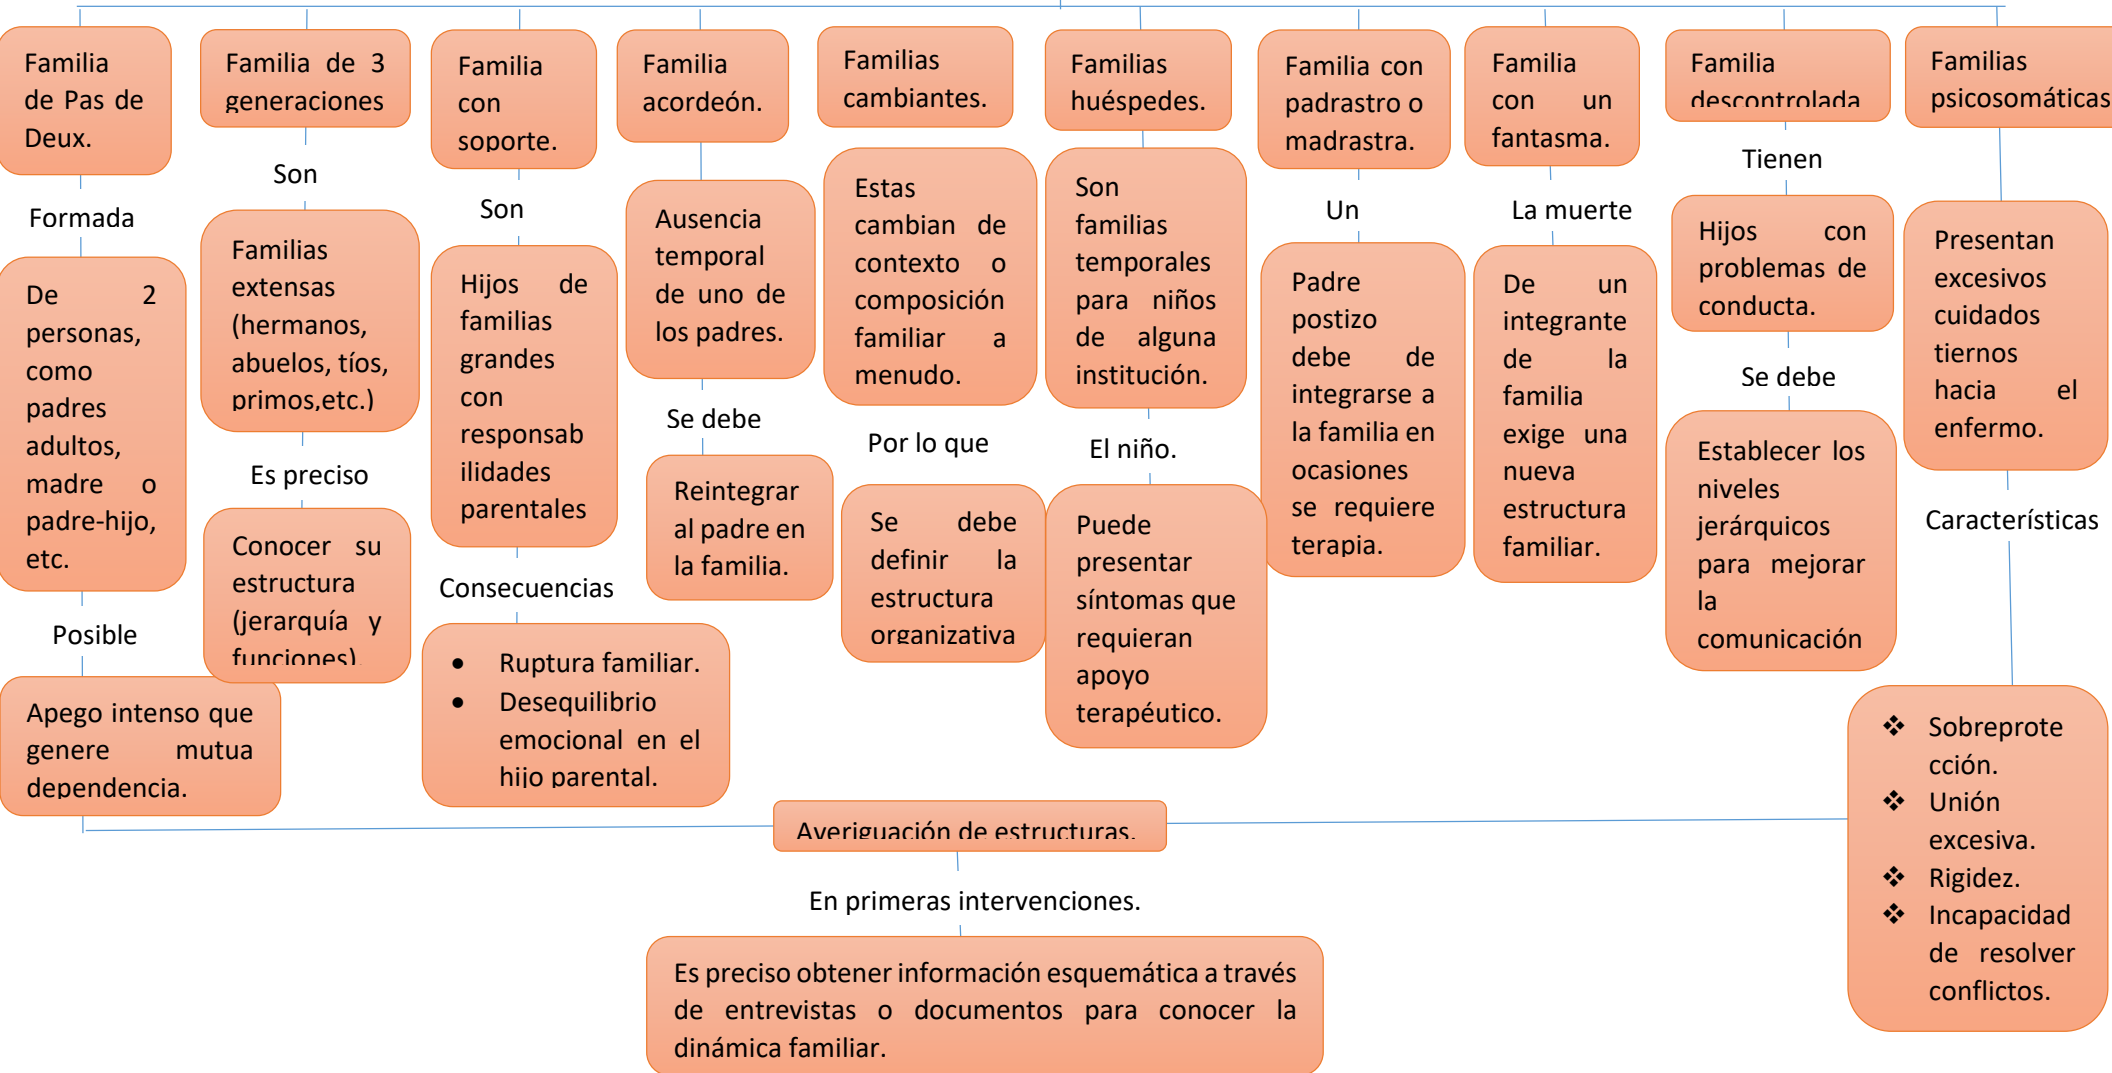 Familia
de Pas de
Deux.
Formada
De 2
personas,
como
padres
adultos,
madre o
padre-hijo,
etc.
Posible
Apego intenso que
genere mutua
dependencia.
Familia de 3
generaciones
Son
Familias
extensas
(hermanos,
abuelos, tíos,
primos,etc.)
Es preciso
Conocer su
estructura
(jerarquía y
funciones).
Familia
con
soporte.
Son
Hijos de
familias
grandes
con
responsab
ilidades
parentales
Consecuencias
• Ruptura familiar.
• Desequilibrio
emocional en el
hijo parental.
Familia
acordeón.
Ausencia
temporal
de uno de
los padres.
Se debe
Reintegrar
al padre en
la familia.
Familias
cambiantes.
Estas
cambian de
contexto o
composición
familiar a
menudo.
Por lo que
Se debe
definir la
estructura
organizativa
Familias
huéspedes.
Son
familias
temporales
para niños
de alguna
institución.
El niño.
Puede
presentar
síntomas que
requieran
apoyo
terapéutico.
Familia con
padrastro o
madrastra.
Un
Padre
postizo
debe de
integrarse a
la familia en
ocasiones
se requiere
terapia.
Familia
con un
fantasma.
La muerte
De un
integrante
de la
familia
exige una
nueva
estructura
familiar.
Familia
descontrolada
Tienen
Hijos con
problemas de
conducta.
Se debe
Establecer los
niveles
jerárquicos
para mejorar
la
comunicación
Familias
psicosomáticas
Presentan
excesivos
cuidados
tiernos
hacia el
enfermo.
Características
❖ Sobreprote
cción.
❖ Unión
excesiva.
❖ Rigidez.
❖ Incapacidad
de resolver
conflictos.
Averiguación de estructuras.
En primeras intervenciones.
Es preciso obtener información esquemática a través
de entrevistas o documentos para conocer la
dinámica familiar.